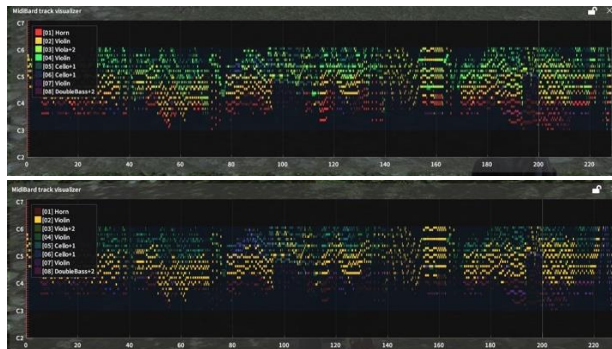 MidiBard track visualizer
C7
C6
C5
C4
C3
C2
[01] Horn
[02] Violin
[03] Viola+2
[04] Violin
[05] Cello+1
[06] Cello+1
[07] Violin
[08] DoubleBass+2
0 20 40 60 80 100 120 140 160 180 200 220
MidiBard track visualizer
C7
C6
C5
C4
C3
C2
[01] Horn
[02] Violin
[03] Viola+2
[04] Violin
[05] Cello+1
[06] Cello+1
[07] Violin
[08] DoubleBass+2
0 20 40 60 80 100 120 140 160 180 200 220